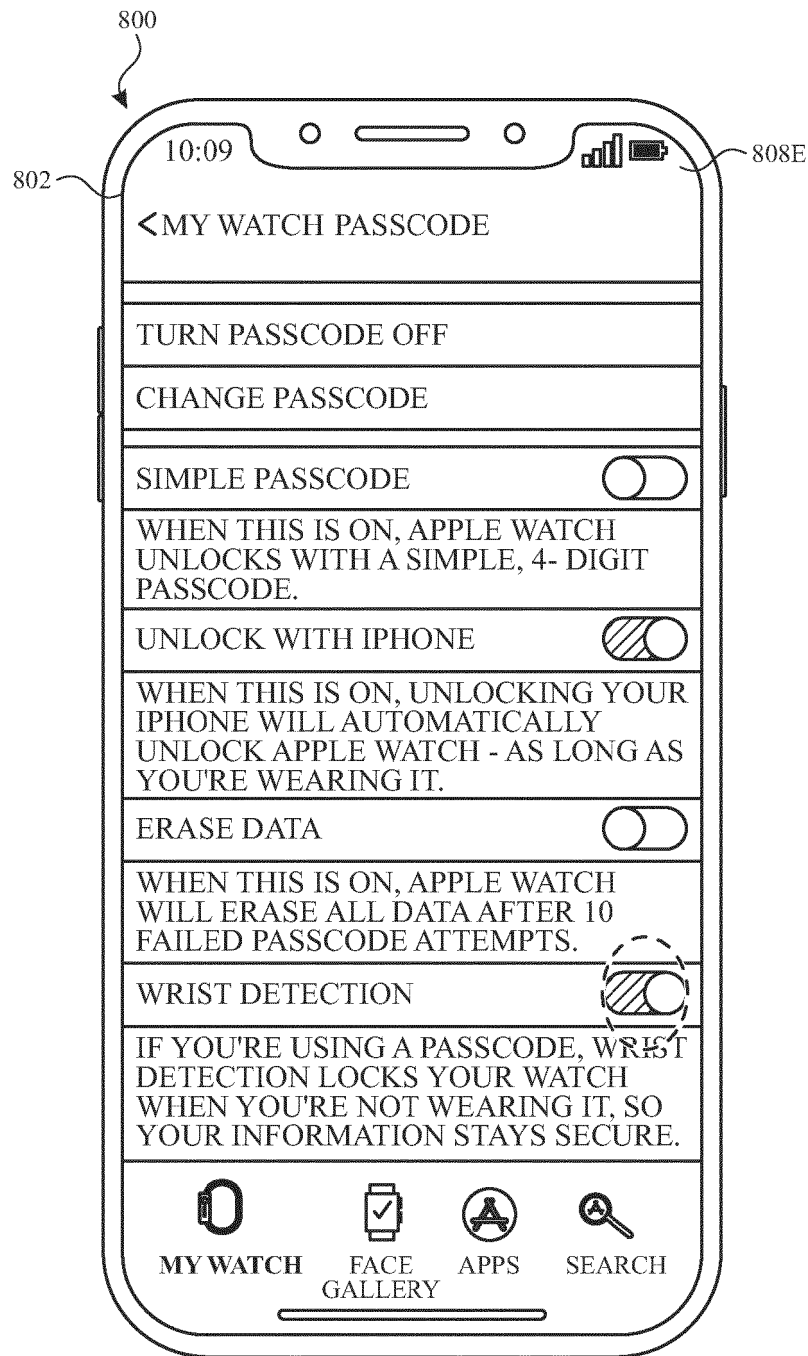 800
10:09
808E
802
<MY WATCH PASSCODE
TURN PASSCODE OFF
CHANGE PASSCODE
SIMPLE PASSCODE
WHEN THIS IS ON, APPLE WATCH
UNLOCKS WITH A SIMPLE, 4- DIGIT
PASSCODE.
UNLOCK WITH IPHONE
WHEN THIS IS ON, UNLOCKING YOUR
IPHONE WILL AUTOMATICALLY
UNLOCK APPLE WATCH - AS LONG AS
YOU'RE WEARING IT.
ERASE DATA
WHEN THIS IS ON, APPLE WATCH
WILL ERASE ALL DATA AFTER 10
FAILED PASSCODE ATTEMPTS.
WRIST DETECTION
IF YOU'RE USING A PASSCODE, WRIST
DETECTION LOCKS YOUR WATCH
WHEN YOU'RE NOT WEARING IT, SO
YOUR INFORMATION STAYS SECURE.
MY WATCH
FACE
GALLERY
APPS
SEARCH